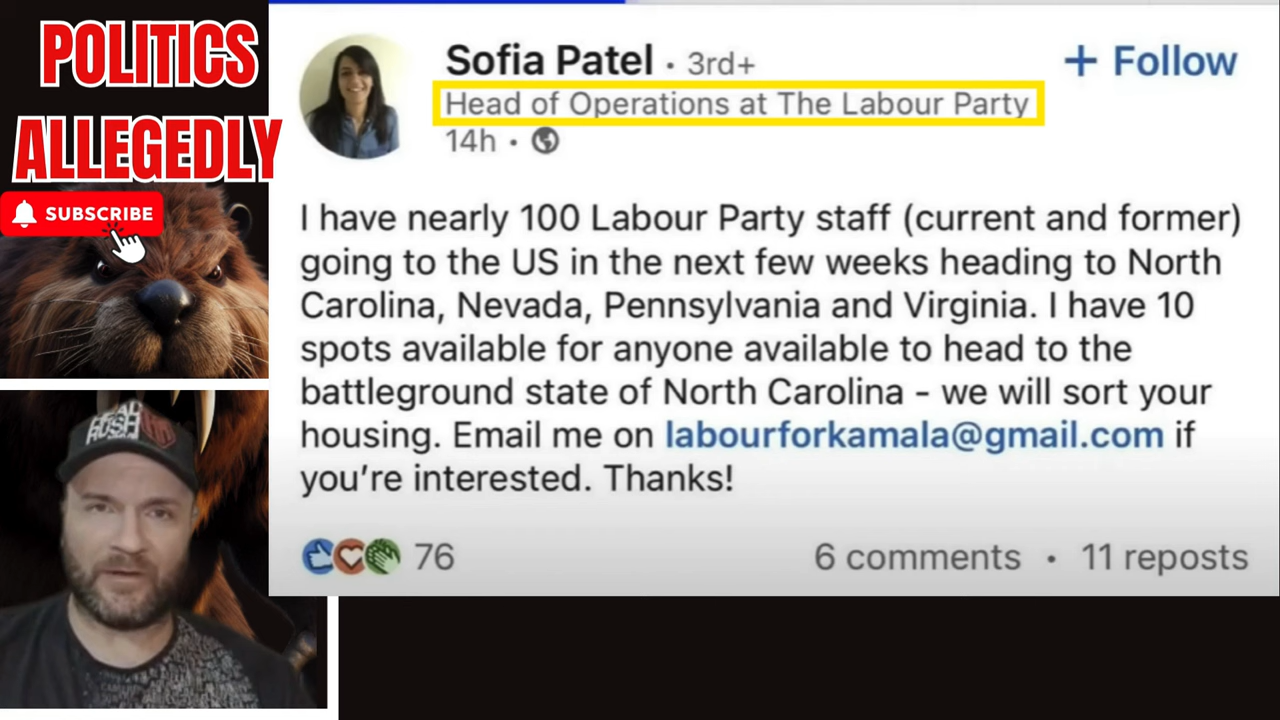 POLITICS
ALLEGEDLY
SUBSCRIBE
Sofia Patel · 3rd+
+ Follow
Head of Operations at The Labour Party
14h ·
I have nearly 100 Labour Party staff (current and former)
going to the US in the next few weeks heading to North
Carolina, Nevada, Pennsylvania and Virginia. I have 10
spots available for anyone available to head to the
battleground state of North Carolina - we will sort your
housing. Email me on labourforkamala@gmail.com if
you’re interested. Thanks!
76
6 comments · 11 reposts